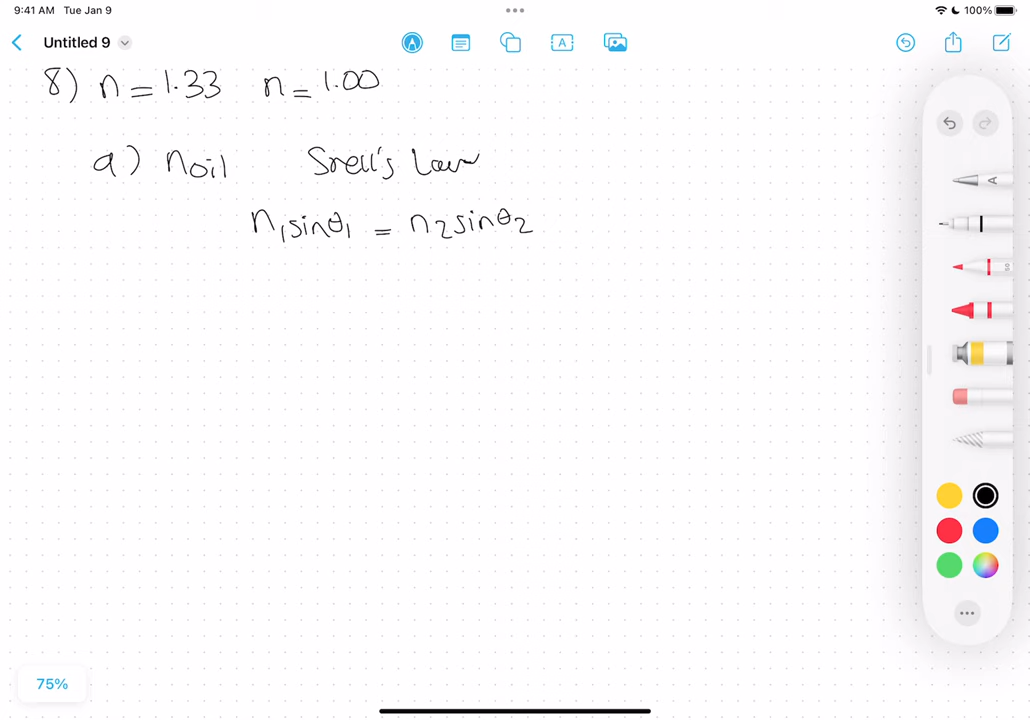 9:41 AM Tue Jan 9 100%
Untitled 9
8) n = 1.33 n = 1.00
a) noil Snell's Law
n₁sinθ₁ = n₂sinθ₂
75%